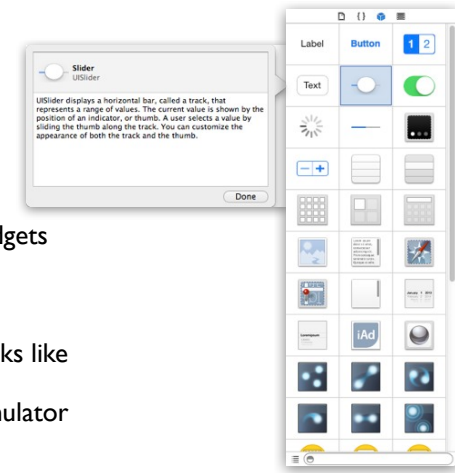 Label
Button
1 2
Text
Slider
UISlider
UISlider displays a horizontal bar, called a track, that
represents a range of values. The current value is shown by the
position of an indicator, or thumb. A user selects a value by
sliding the thumb along the track. You can customize the
appearance of both the track and the thumb.
Done
lgets
ks like
nulator
iAd